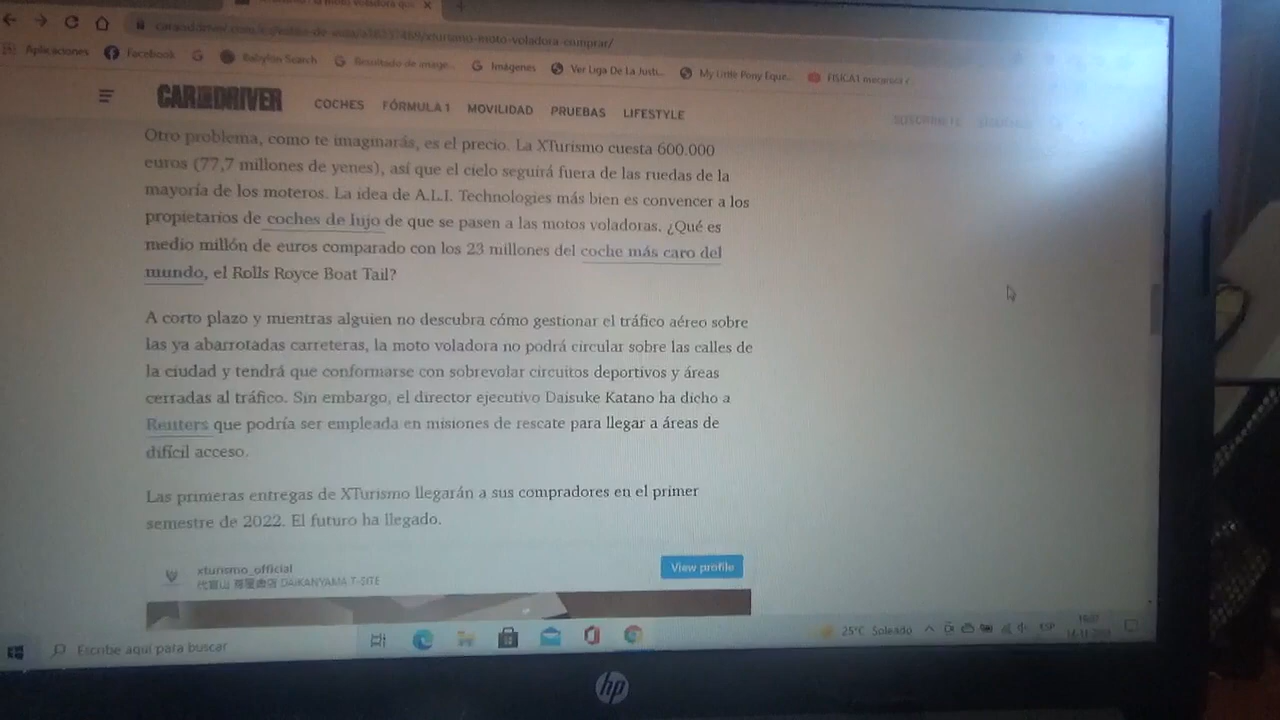 Aplicaciones Facebook G Babylon Search Resultado de image... Imágenes Ver Liga De La Justi... My Little Pony Eque...
CAR AND DRIVER COCHES FÓRMULA 1 MOVILIDAD PRUEBAS LIFESTYLE
Otro problema, como te imaginarás, es el precio. La XTurismo cuesta 600.000
euros (77,7 millones de yenes), así que el cielo seguirá fuera de las ruedas de la
mayoría de los moteros. La idea de A.L.I. Technologies más bien es convencer a los
propietarios de coches de lujo de que se pasen a las motos voladoras. ¿Qué es
medio millón de euros comparado con los 23 millones del coche más caro del
mundo, el Rolls Royce Boat Tail?
A corto plazo y mientras alguien no descubra cómo gestionar el tráfico aéreo sobre
las ya abarrotadas carreteras, la moto voladora no podrá circular sobre las calles de
la ciudad y tendrá que conformarse con sobrevolar circuitos deportivos y áreas
cerradas al tráfico. Sin embargo, el director ejecutivo Daisuke Katano ha dicho a
Reuters que podría ser empleada en misiones de rescate para llegar a áreas de
difícil acceso.
Las primeras entregas de XTurismo llegarán a sus compradores en el primer
semestre de 2022. El futuro ha llegado.
xturismo_official
View profile
DAIKANYAMA T-SITE
Escribe aquí para buscar
25°C Soleado
ESP
hp